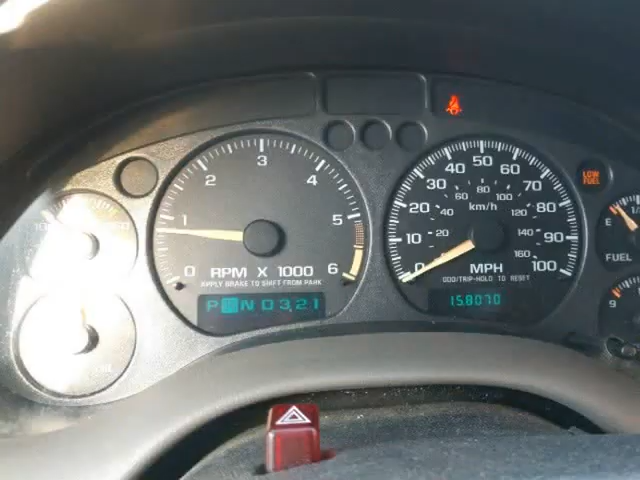 3
2
4
1
5
0
6
RPM X 1000
APPLY BRAKE TO SHIFT FROM PARK
P R N D 3 2 1
50
40
60
30
70
20
80
10
90
0
100
80
60
100
40
120
20
140
160
km/h
MPH
ODO/TRIP-HOLD TO RESET
158070
LOW
FUEL
E
1/
FUEL
9